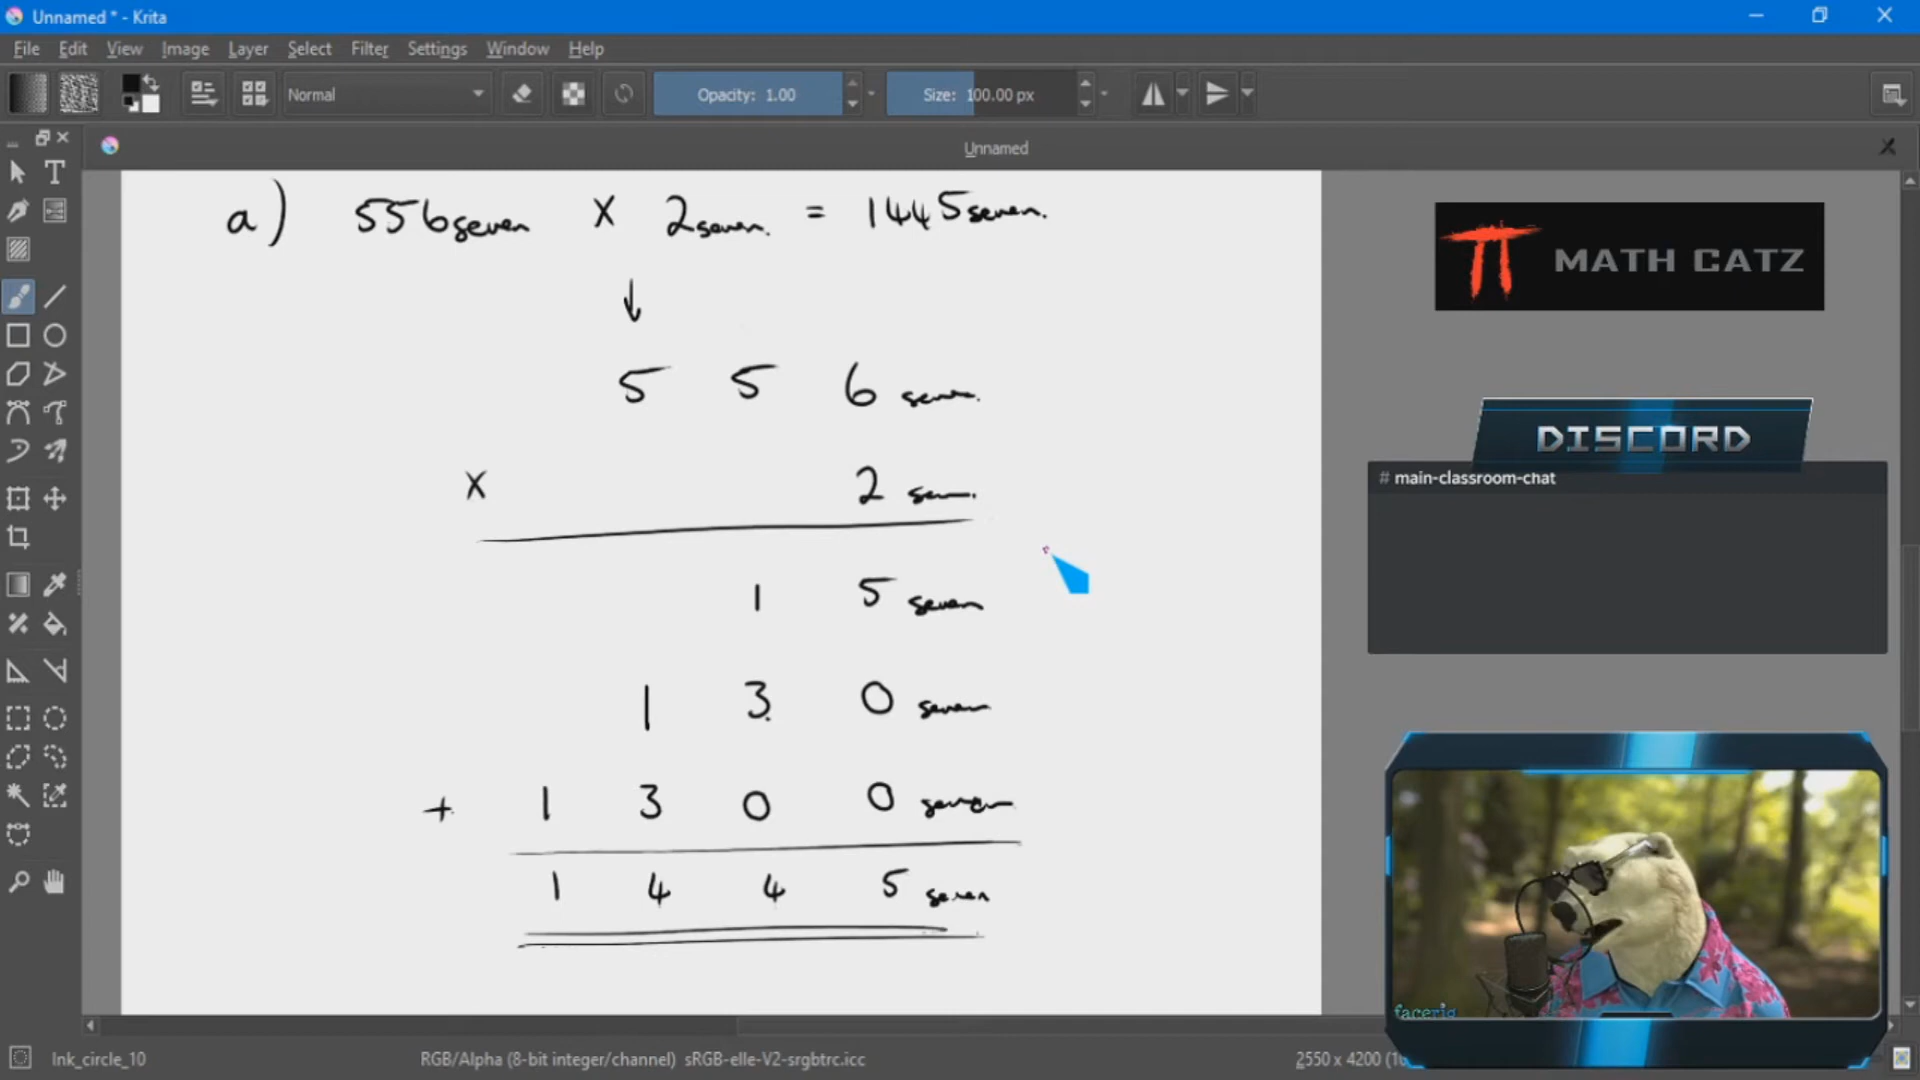 Unnamed * - Krita
File Edit View Image Layer Select Filter Settings Window Help
Normal Opacity: 1.00 Size: 100.00 px
Unnamed
a) 556seven X 2seven. = 1445seven.
↓
5 5 6 seven.
X 2
1 5 seven
1 3 0 seven
+ 1 3 0 0 seven
1 4 4 5 seven
π MATH CATZ
DISCORD
# main-classroom-chat
facerig
Ink_circle_10
RGB/Alpha (8-bit integer/channel) sRGB-elle-V2-srgbtrc.icc
2550 x 4200